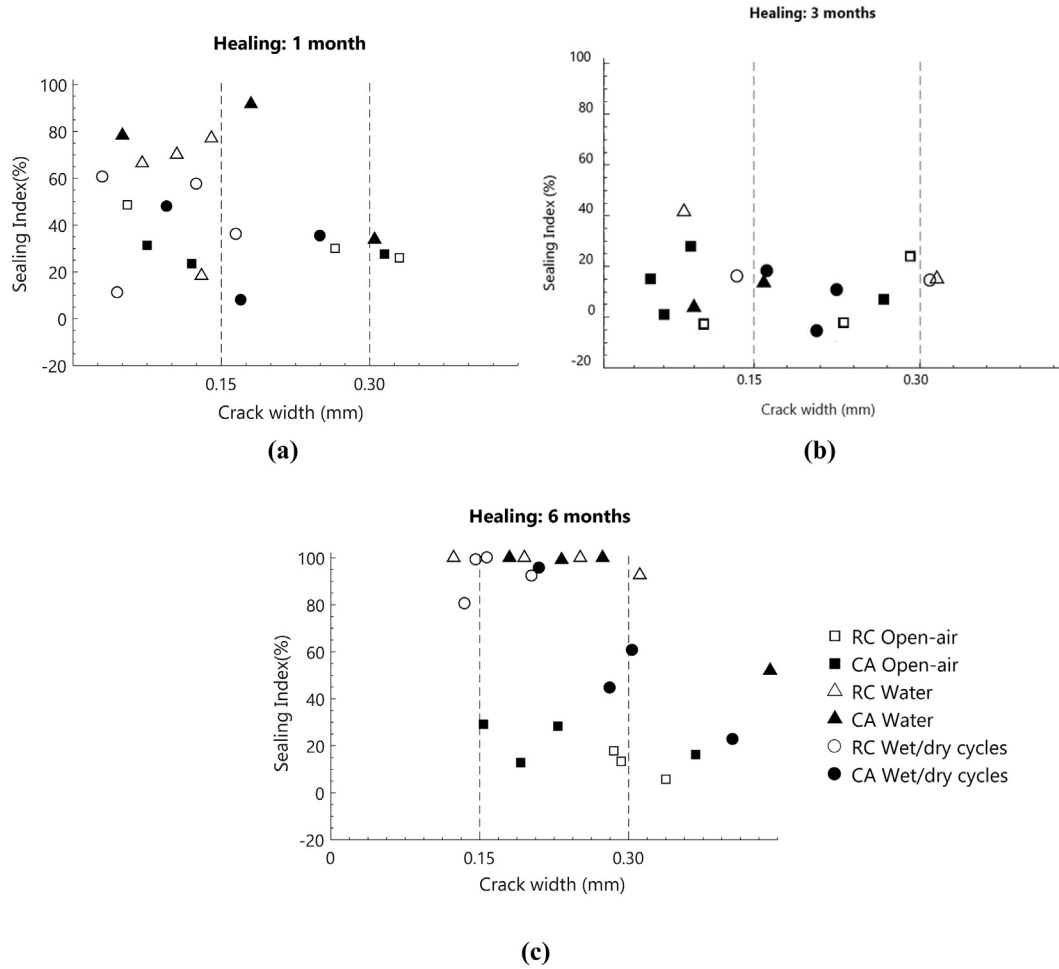 Healing: 1 month
Sealing Index(%)
100
80
60
40
20
0
-20
0.15
0.30
Crack width (mm)
(a)
Healing: 3 months
Sealing Index (%)
100
80
60
40
20
0
-20
0.15
0.30
Crack width (mm)
(b)
Healing: 6 months
Sealing Index(%)
100
80
60
40
20
0
-20
0
0.15
0.30
Crack width (mm)
RC Open-air
CA Open-air
RC Water
CA Water
RC Wet/dry cycles
CA Wet/dry cycles
(c)